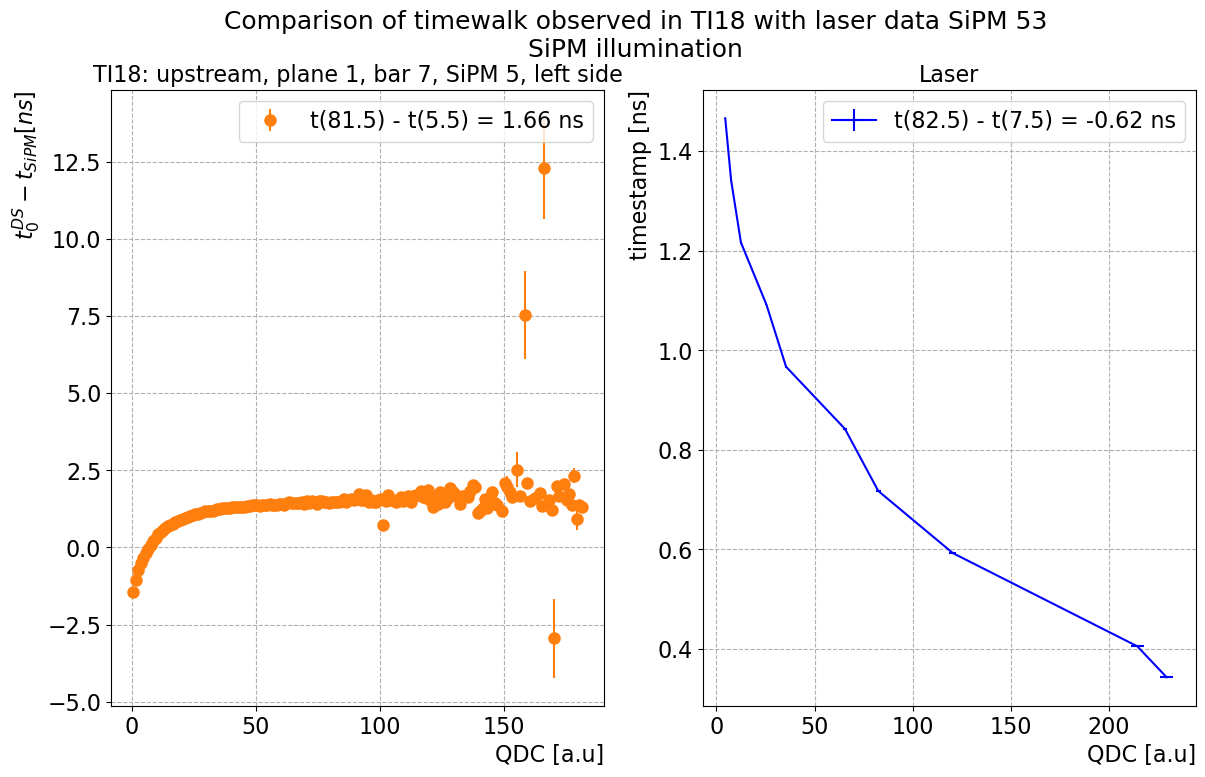 Comparison of timewalk observed in TI18 with laser data SiPM 53
SiPM illumination
TI18: upstream, plane 1, bar 7, SiPM 5, left side
t(81.5) - t(5.5) = 1.66 ns
t_0^{DS} − t_{SiPM}[ns]
12.5
10.0
7.5
5.0
2.5
0.0
−2.5
−5.0
0 50 100 150
QDC [a.u]
Laser
t(82.5) - t(7.5) = -0.62 ns
timestamp [ns]
1.4
1.2
1.0
0.8
0.6
0.4
0 50 100 150 200
QDC [a.u]